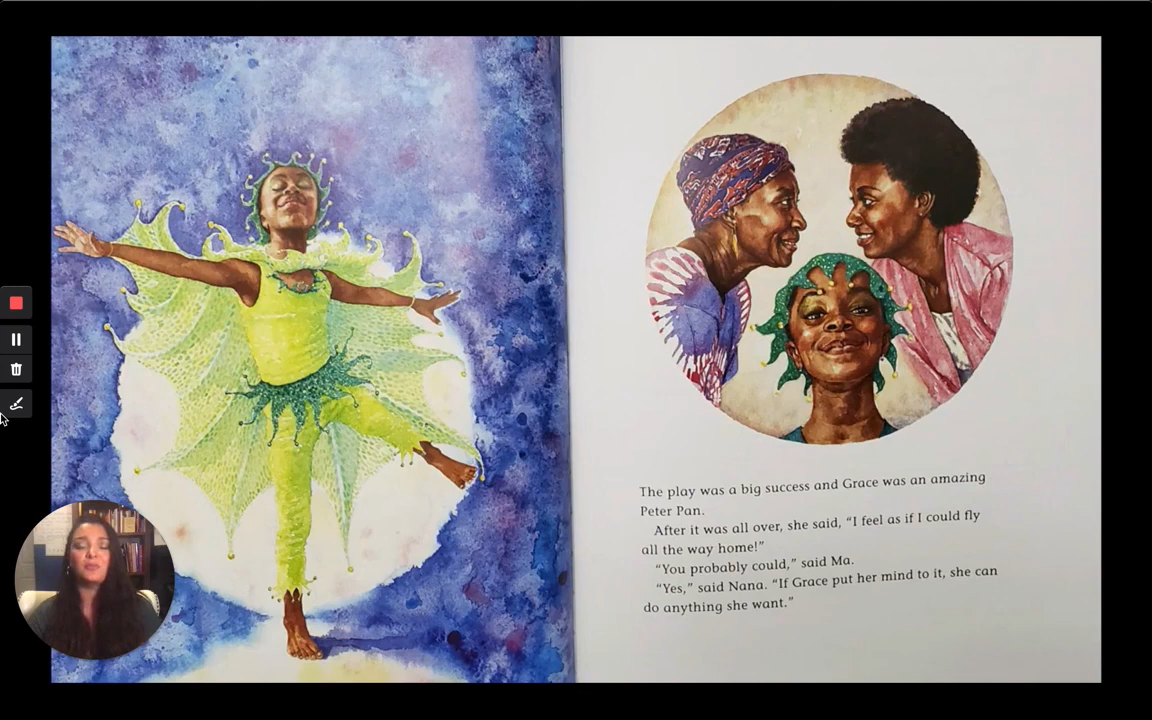 The play was a big success and Grace was an amazing
Peter Pan.
After it was all over, she said, “I feel as if I could fly
all the way home!”
“You probably could,” said Ma.
“Yes,” said Nana. “If Grace put her mind to it, she can
do anything she want.”